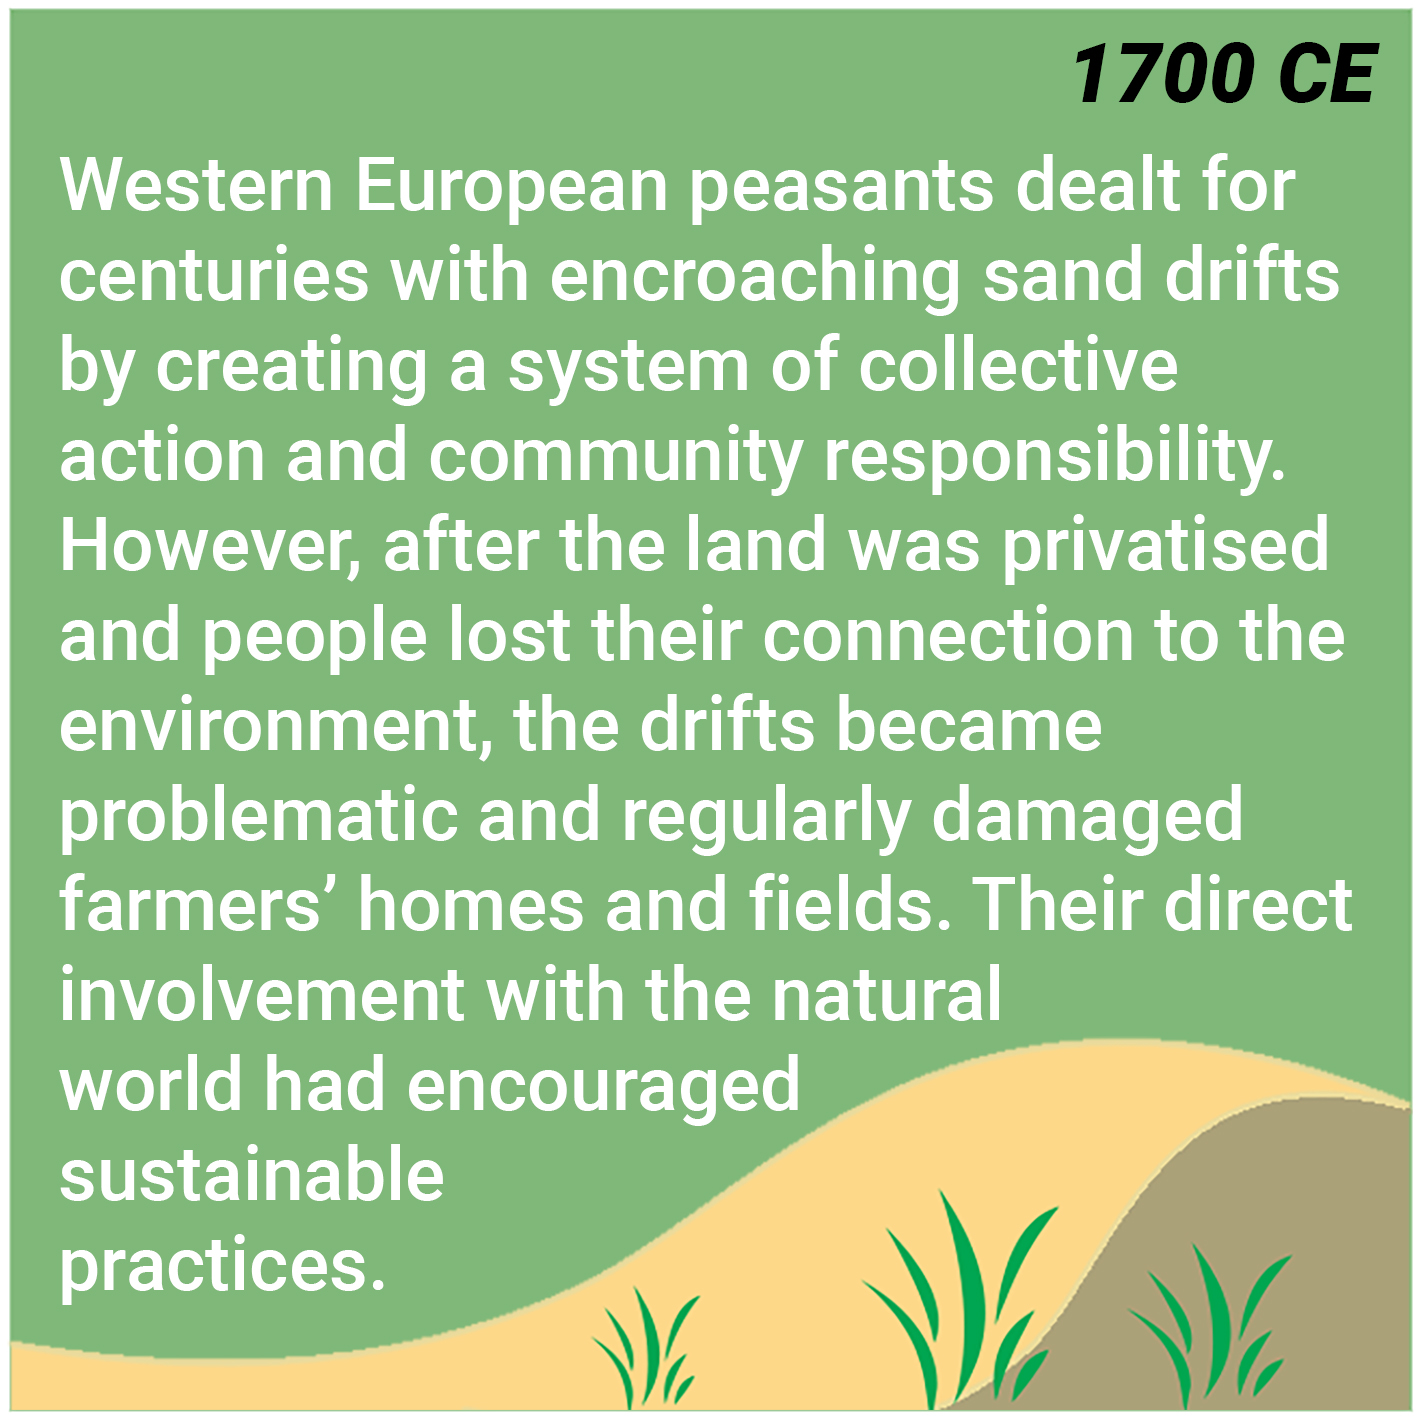 1700 CE
Western European peasants dealt for
centuries with encroaching sand drifts
by creating a system of collective
action and community responsibility.
However, after the land was privatised
and people lost their connection to the
environment, the drifts became
problematic and regularly damaged
farmers’ homes and fields. Their direct
involvement with the natural
world had encouraged
sustainable
practices.